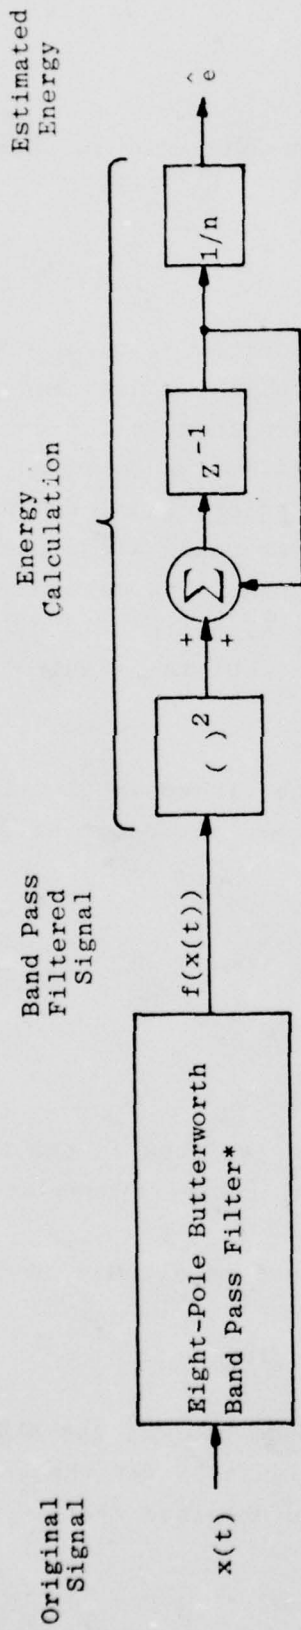 Original
Signal
x(t)
Eight-Pole Butterworth
Band Pass Filter*
Band Pass
Filtered
Signal
f(x(t))
Energy
Calculation
( )²
+
+
Σ
Z⁻¹
1/n
Estimated
Energy
ê